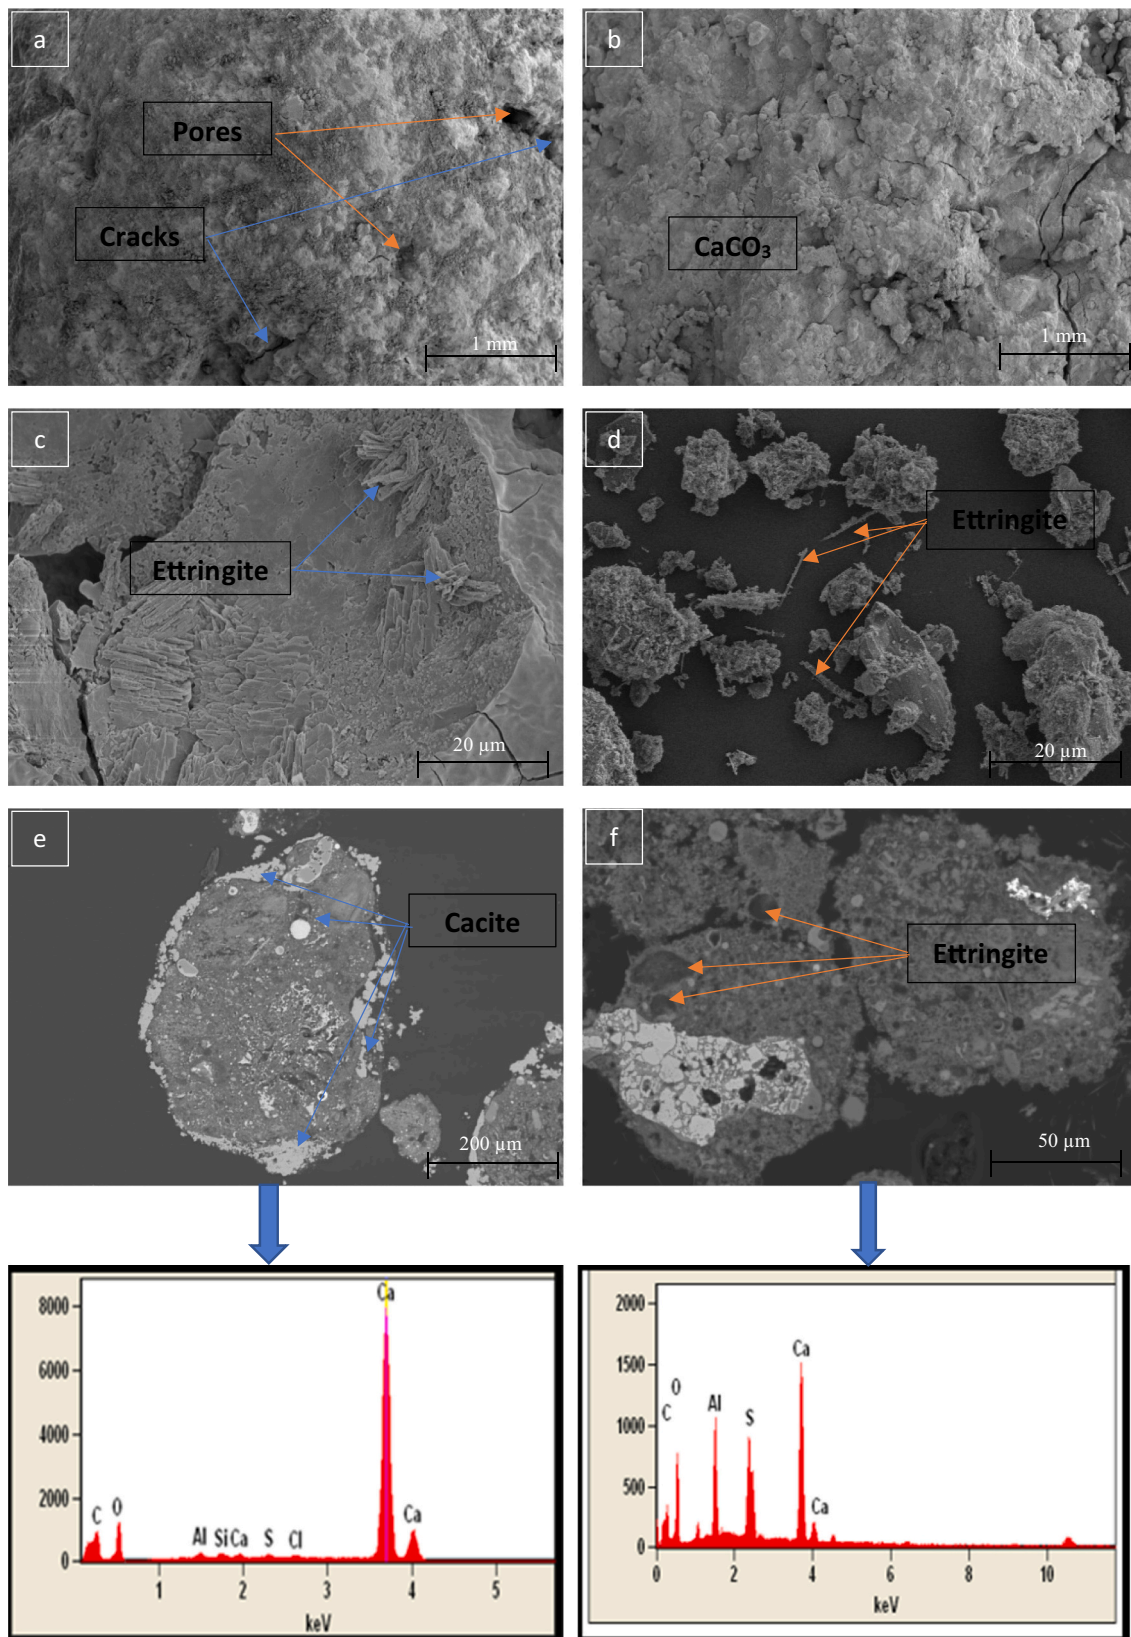 a
Pores
Cracks
1 mm
b
CaCO₃
1 mm
c
Ettringite
20 µm
d
Ettringite
20 µm
e
Cacite
200 µm
f
Ettringite
50 µm
8000
6000
4000
2000
0
C
O
Al
Si
Ca
S
Cl
Ca
Ca
1
2
3
4
5
keV
2000
1500
1000
500
0
C
O
Al
S
Ca
Ca
0
2
4
6
8
10
keV